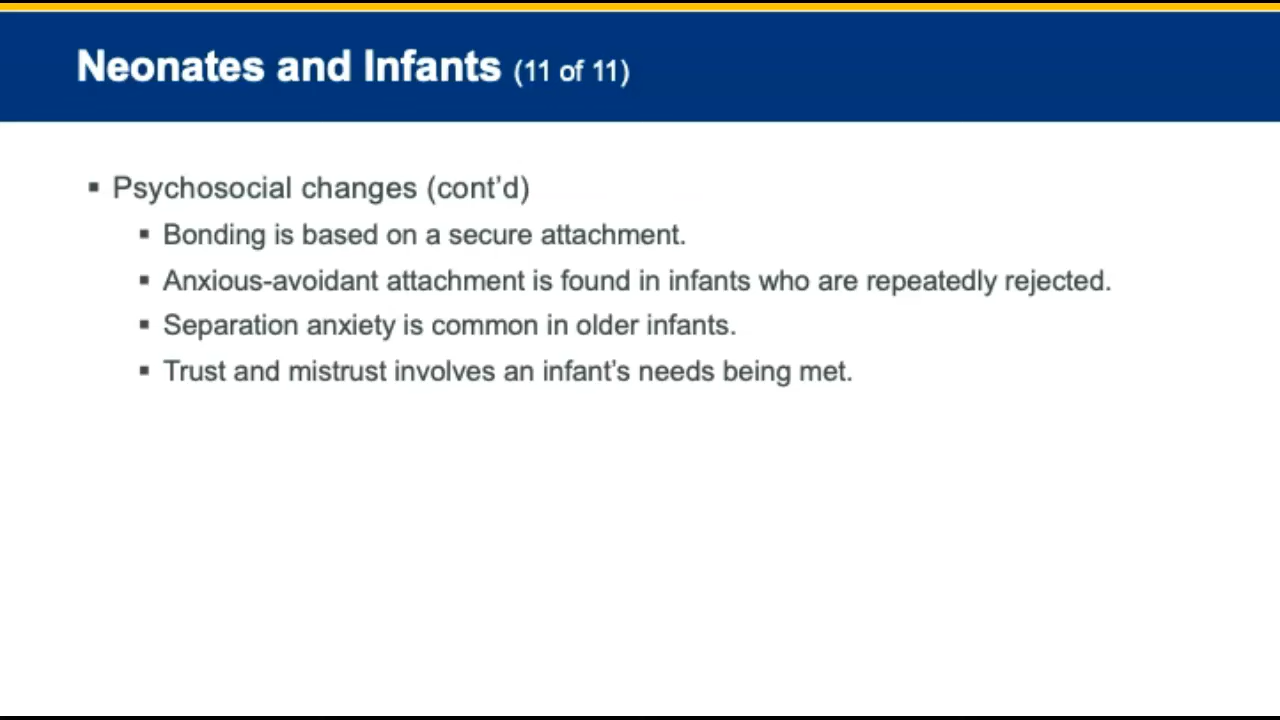 Neonates and Infants (11 of 11)
▪ Psychosocial changes (cont’d)
▪ Bonding is based on a secure attachment.
▪ Anxious-avoidant attachment is found in infants who are repeatedly rejected.
▪ Separation anxiety is common in older infants.
▪ Trust and mistrust involves an infant’s needs being met.